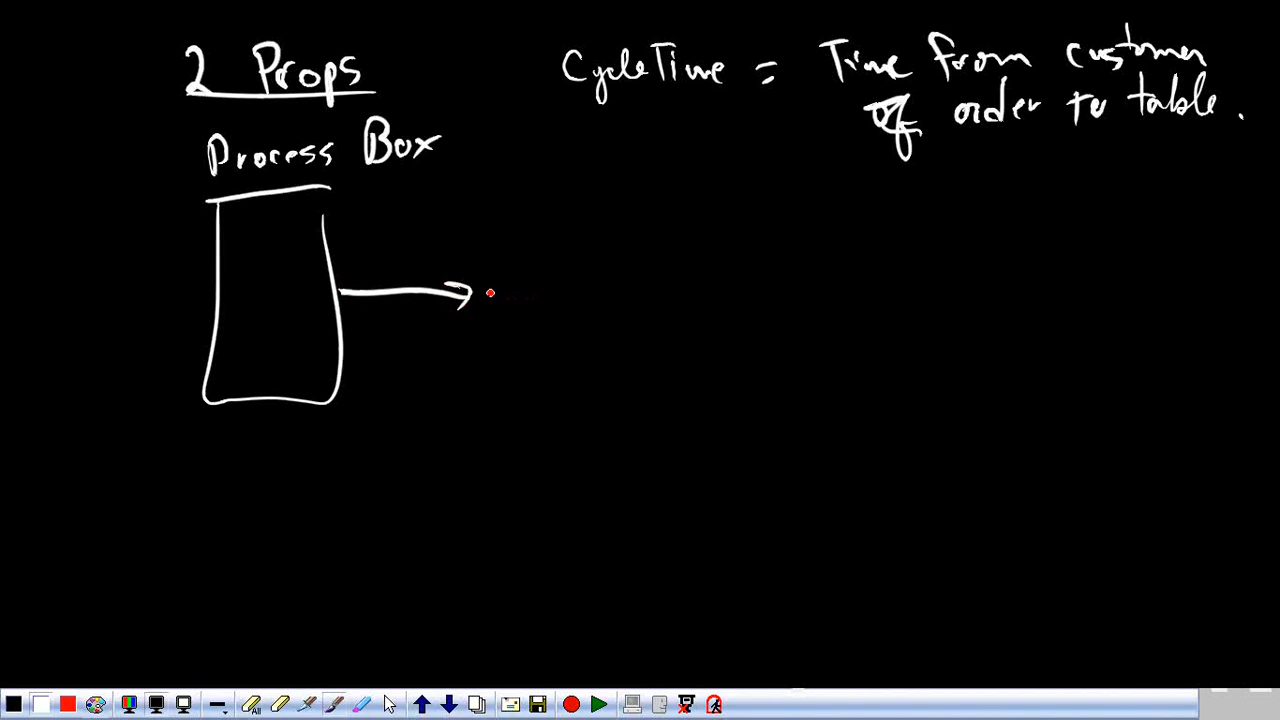 2 Props
Process Box
CycleTime = Time from customer
order to table.